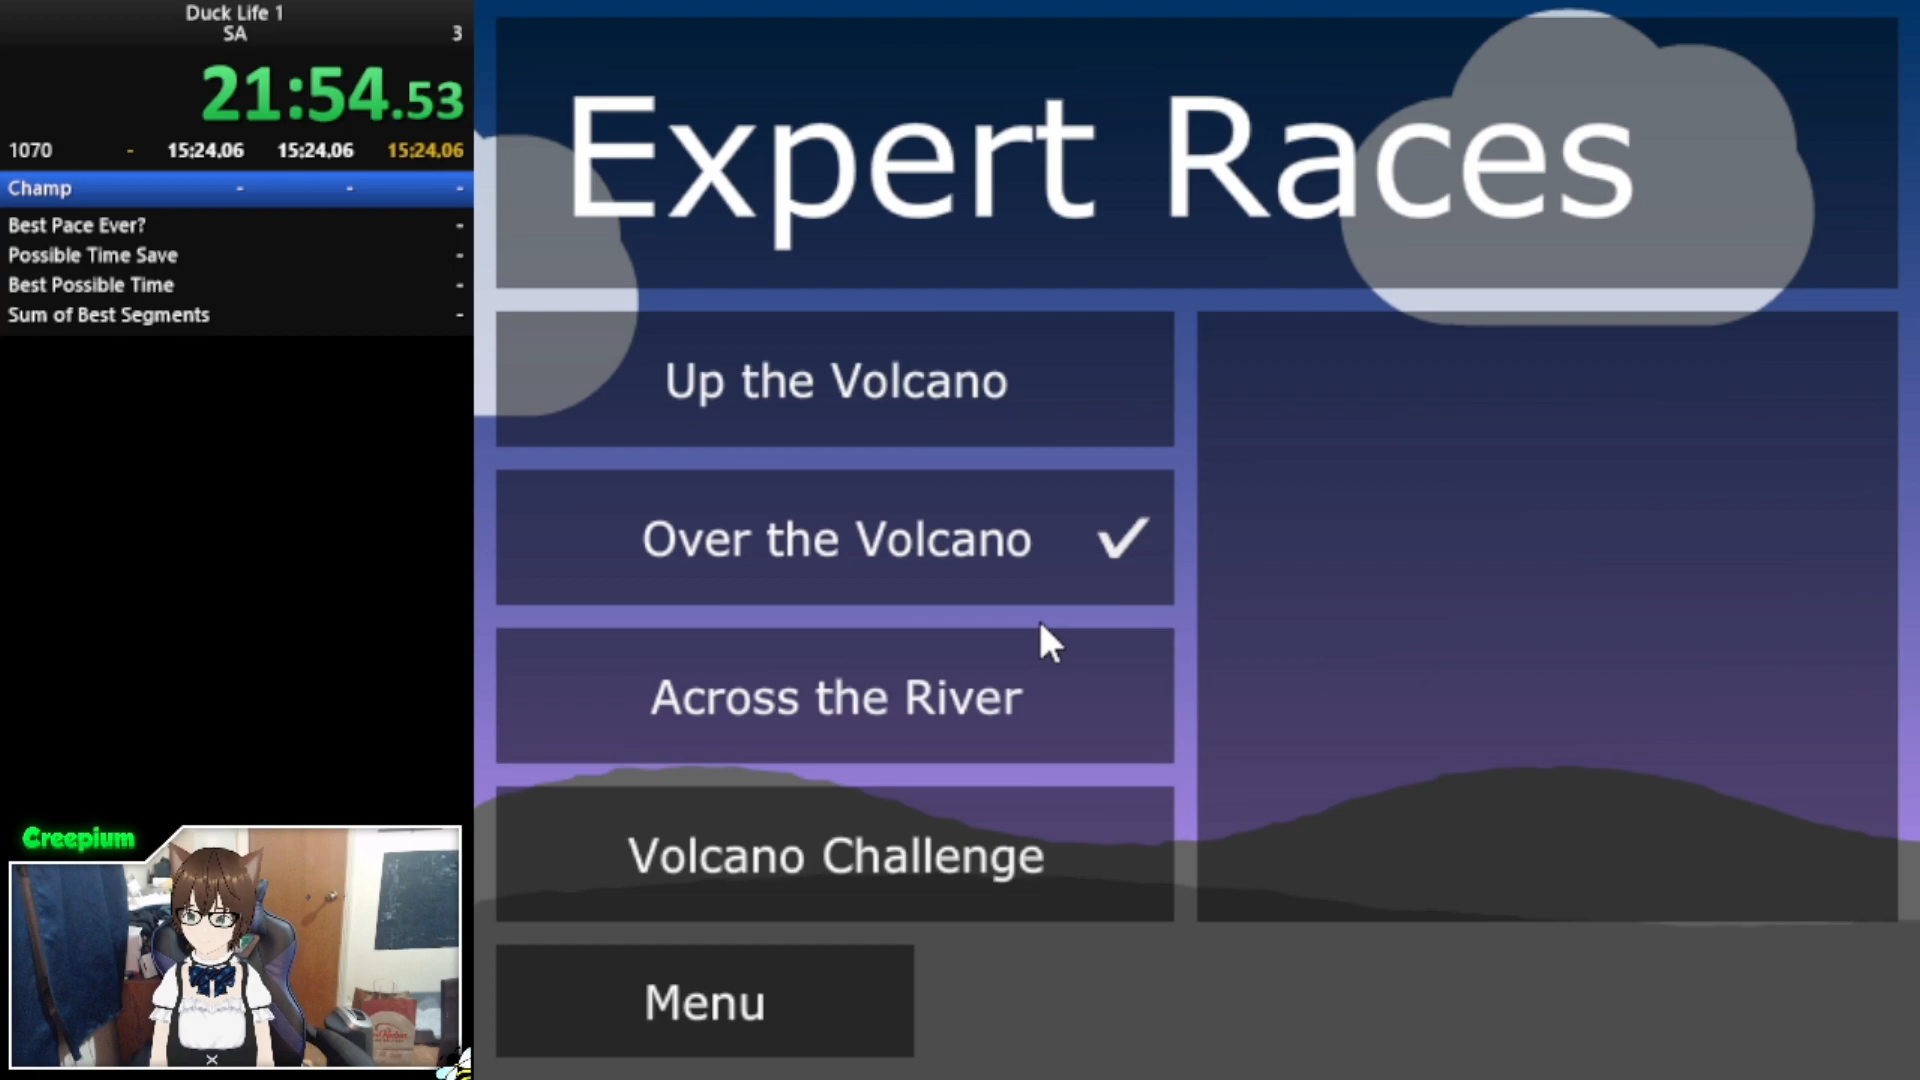 Duck Life 1
SA 3
21:54.53
1070 - 15:24.06 15:24.06 15:24.06
Champ - - -
Best Pace Ever? -
Possible Time Save -
Best Possible Time -
Sum of Best Segments -
Expert Races
Up the Volcano
Over the Volcano ✓
Across the River
Volcano Challenge
Menu
Creepium